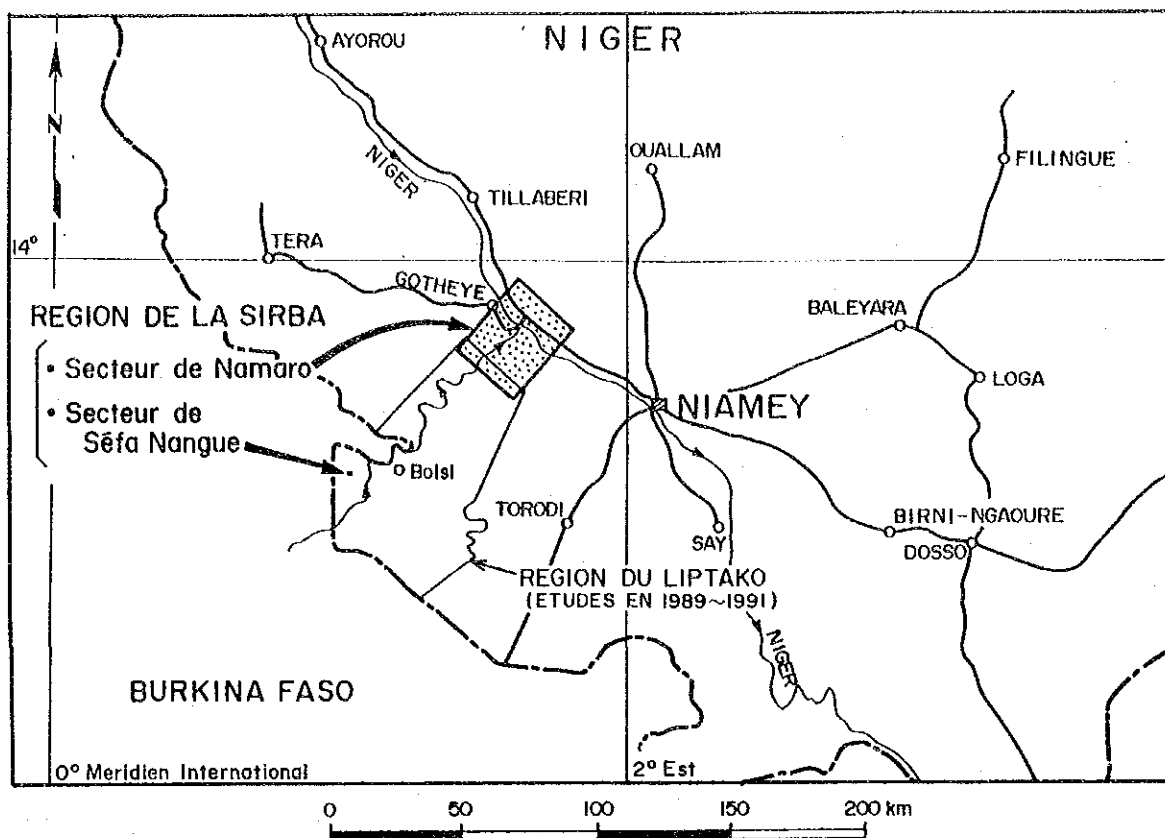 NIGER
AYOROU
N
NIGER
OUALLAM
FILINGUE
TILLABERI
14°
TERA
GOTHEYE
REGION DE LA SIRBA
BALEYARA
• Secteur de Namaro
LOGA
• Secteur de
Séfa Nangue
NIAMEY
Bolsi
TORODI
SAY
BIRNI-NGAOURE
DOSSO
REGION DU LIPTAKO
(ETUDES EN 1989~1991)
NIGER
BURKINA FASO
0° Meridien International
2° Est
0 50 100 150 200 km